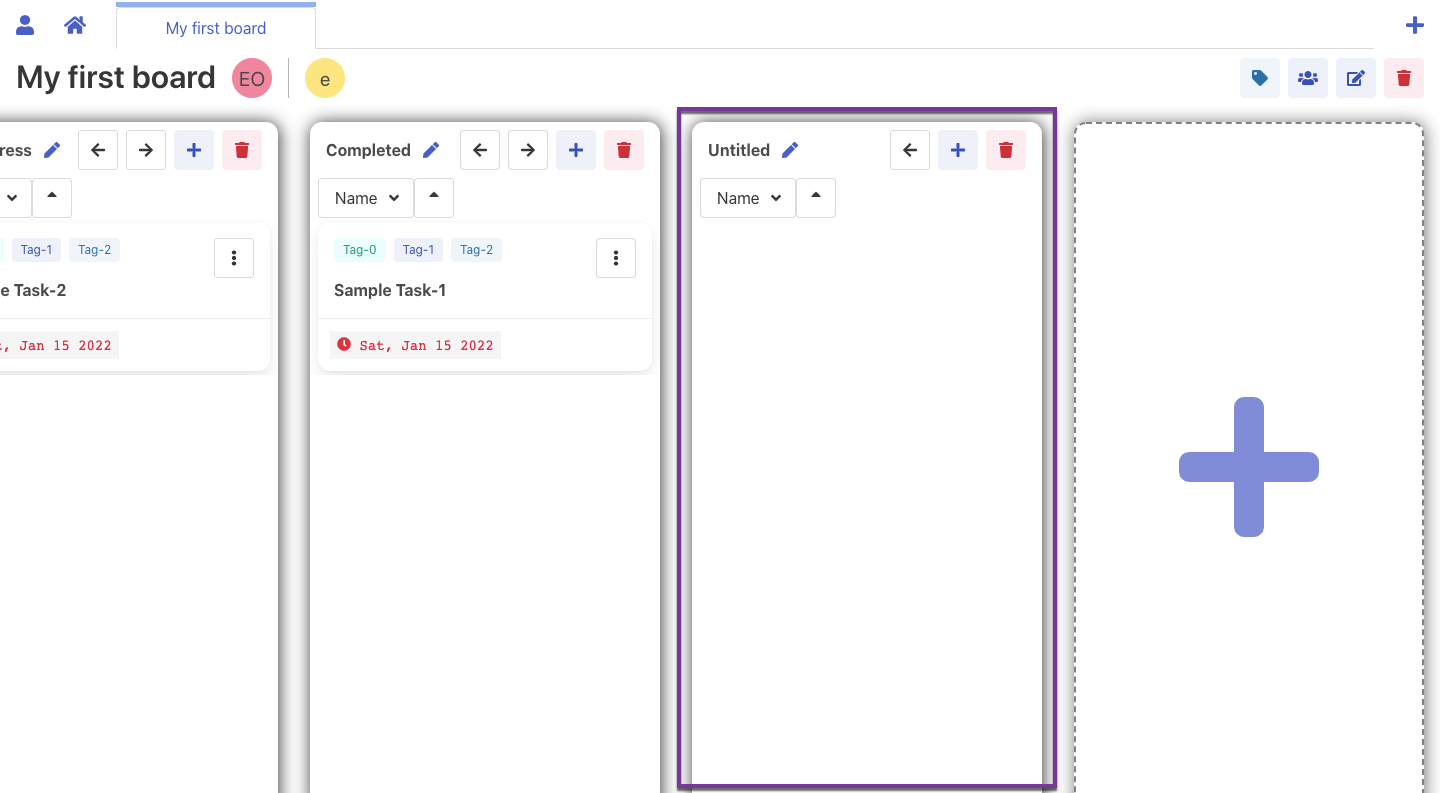 My first board
My first board EO e
ress
Completed
Untitled
Name
Name
Tag-1 Tag-2
Tag-0 Tag-1 Tag-2
e Task-2
Sample Task-1
, Jan 15 2022
Sat, Jan 15 2022